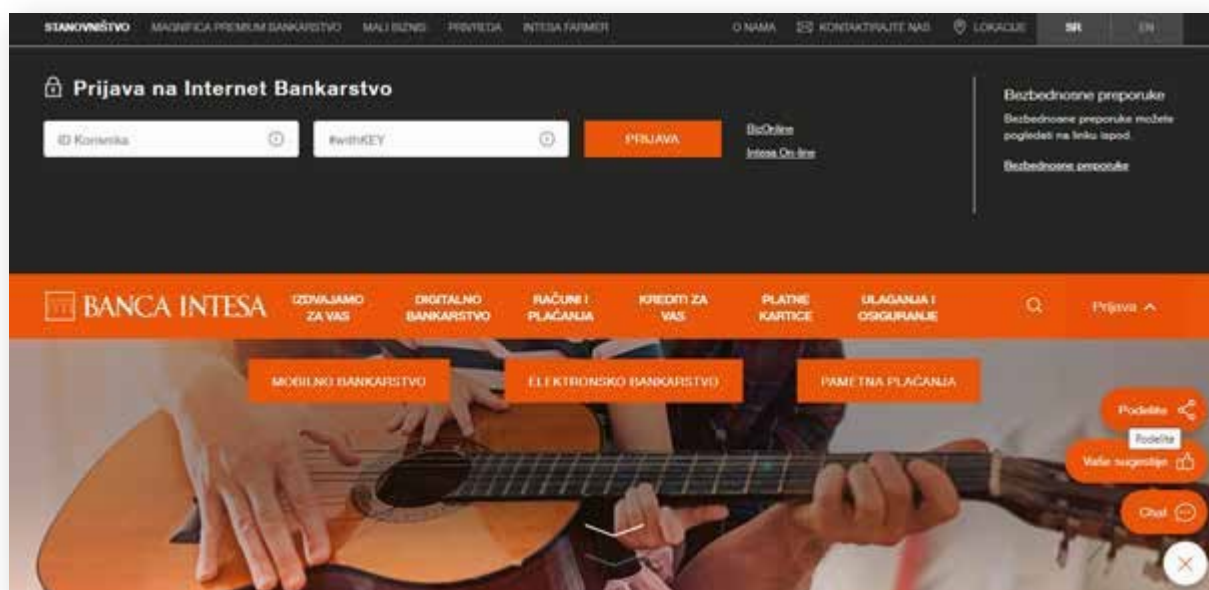 STANOVNIŠTVO MAGNIFICA PREMIUM BANKARSTVO MALI BIZNIS PRIVREDA INTESA FARMER O NAMA KONTAKTIRAJTE NAS LOKACIJE SR EN
Prijava na Internet Bankarstvo
ID Korisnika #withKEY PRIJAVA
BizOnline
Intesa On-line
Bezbednosne preporuke
Bezbednosne preporuke možete
pogledati na linku ispod.
Bezbednosne preporuke
BANCA INTESA
IZDVAJAMO
ZA VAS
DIGITALNO
BANKARSTVO
RAČUNI I
PLAĆANJA
KREDITI ZA
VAS
PLATNE
KARTICE
ULAGANJA I
OSIGURANJE
Prijava
MOBILNO BANKARSTVO ELEKTRONSKO BANKARSTVO PAMETNA PLAĆANJA
Podelite
Podelite
Vaše sugestije
Chat